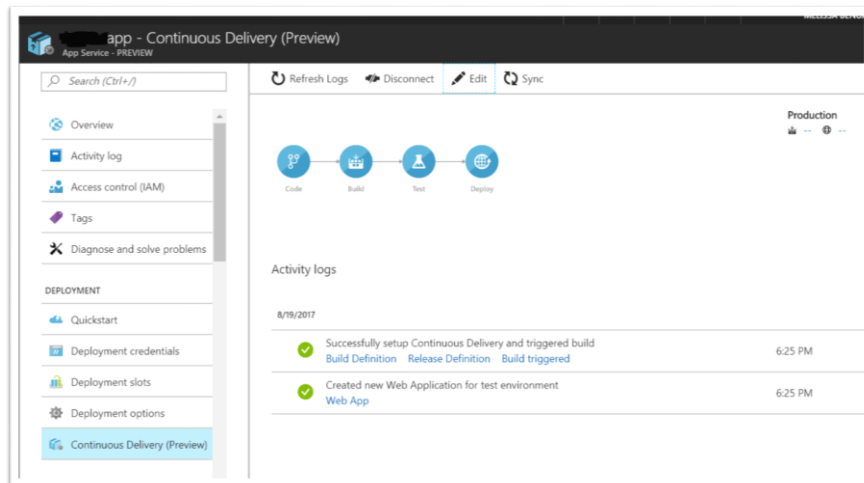 app - Continuous Delivery (Preview)
App Service - PREVIEW
Search (Ctrl+/)
Overview
Activity log
Access control (IAM)
Tags
Diagnose and solve problems
DEPLOYMENT
Quickstart
Deployment credentials
Deployment slots
Deployment options
Continuous Delivery (Preview)
Refresh Logs Disconnect Edit Sync
Production
-- --
Code Build Test Deploy
Activity logs
8/19/2017
Successfully setup Continuous Delivery and triggered build
Build Definition Release Definition Build triggered
6:25 PM
Created new Web Application for test environment
Web App
6:25 PM